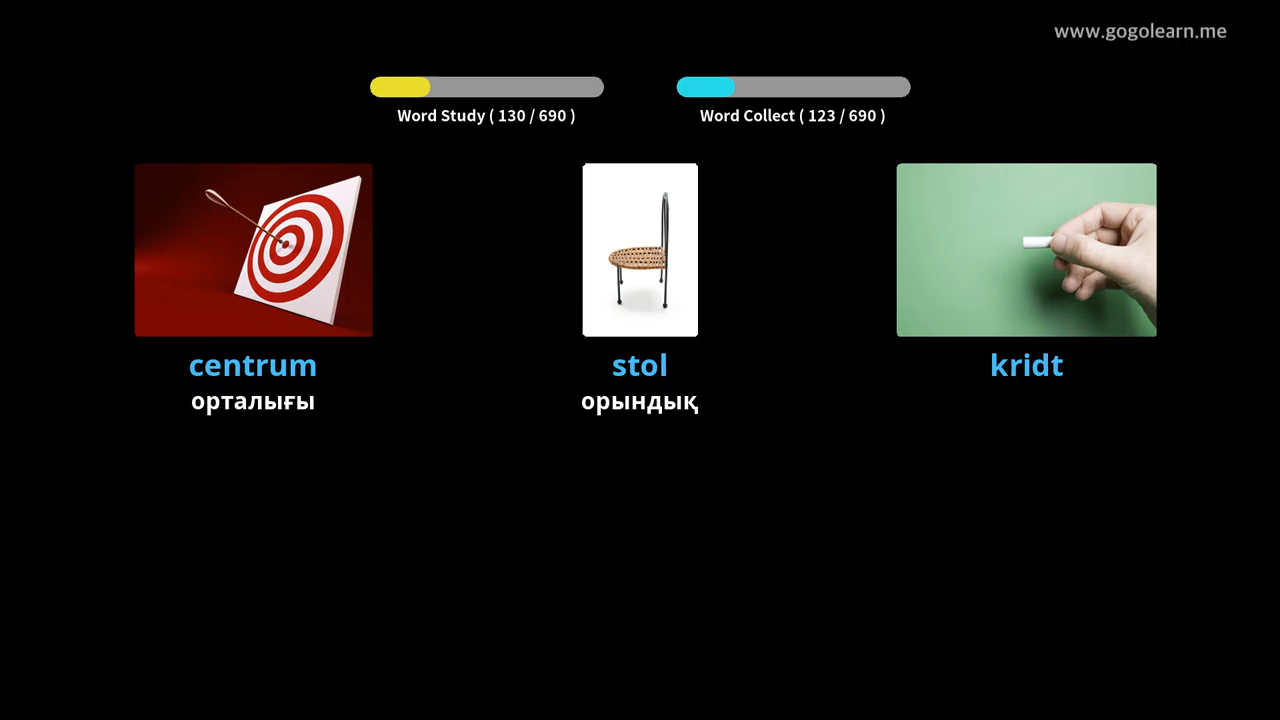 www.gogolearn.me
Word Study ( 130 / 690 )
Word Collect ( 123 / 690 )
centrum
орталығы
stol
орындық
kridt